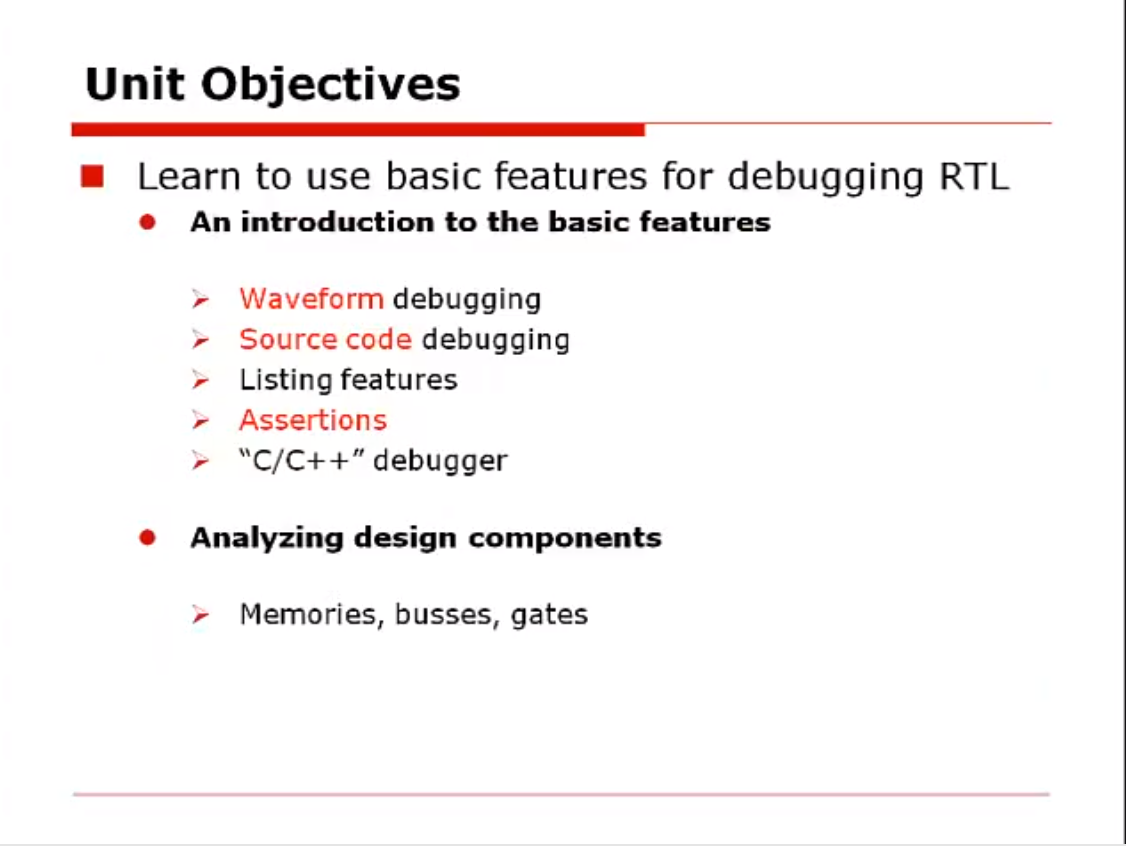 Unit Objectives
Learn to use basic features for debugging RTL
An introduction to the basic features
Waveform debugging
Source code debugging
Listing features
Assertions
“C/C++” debugger
Analyzing design components
Memories, busses, gates